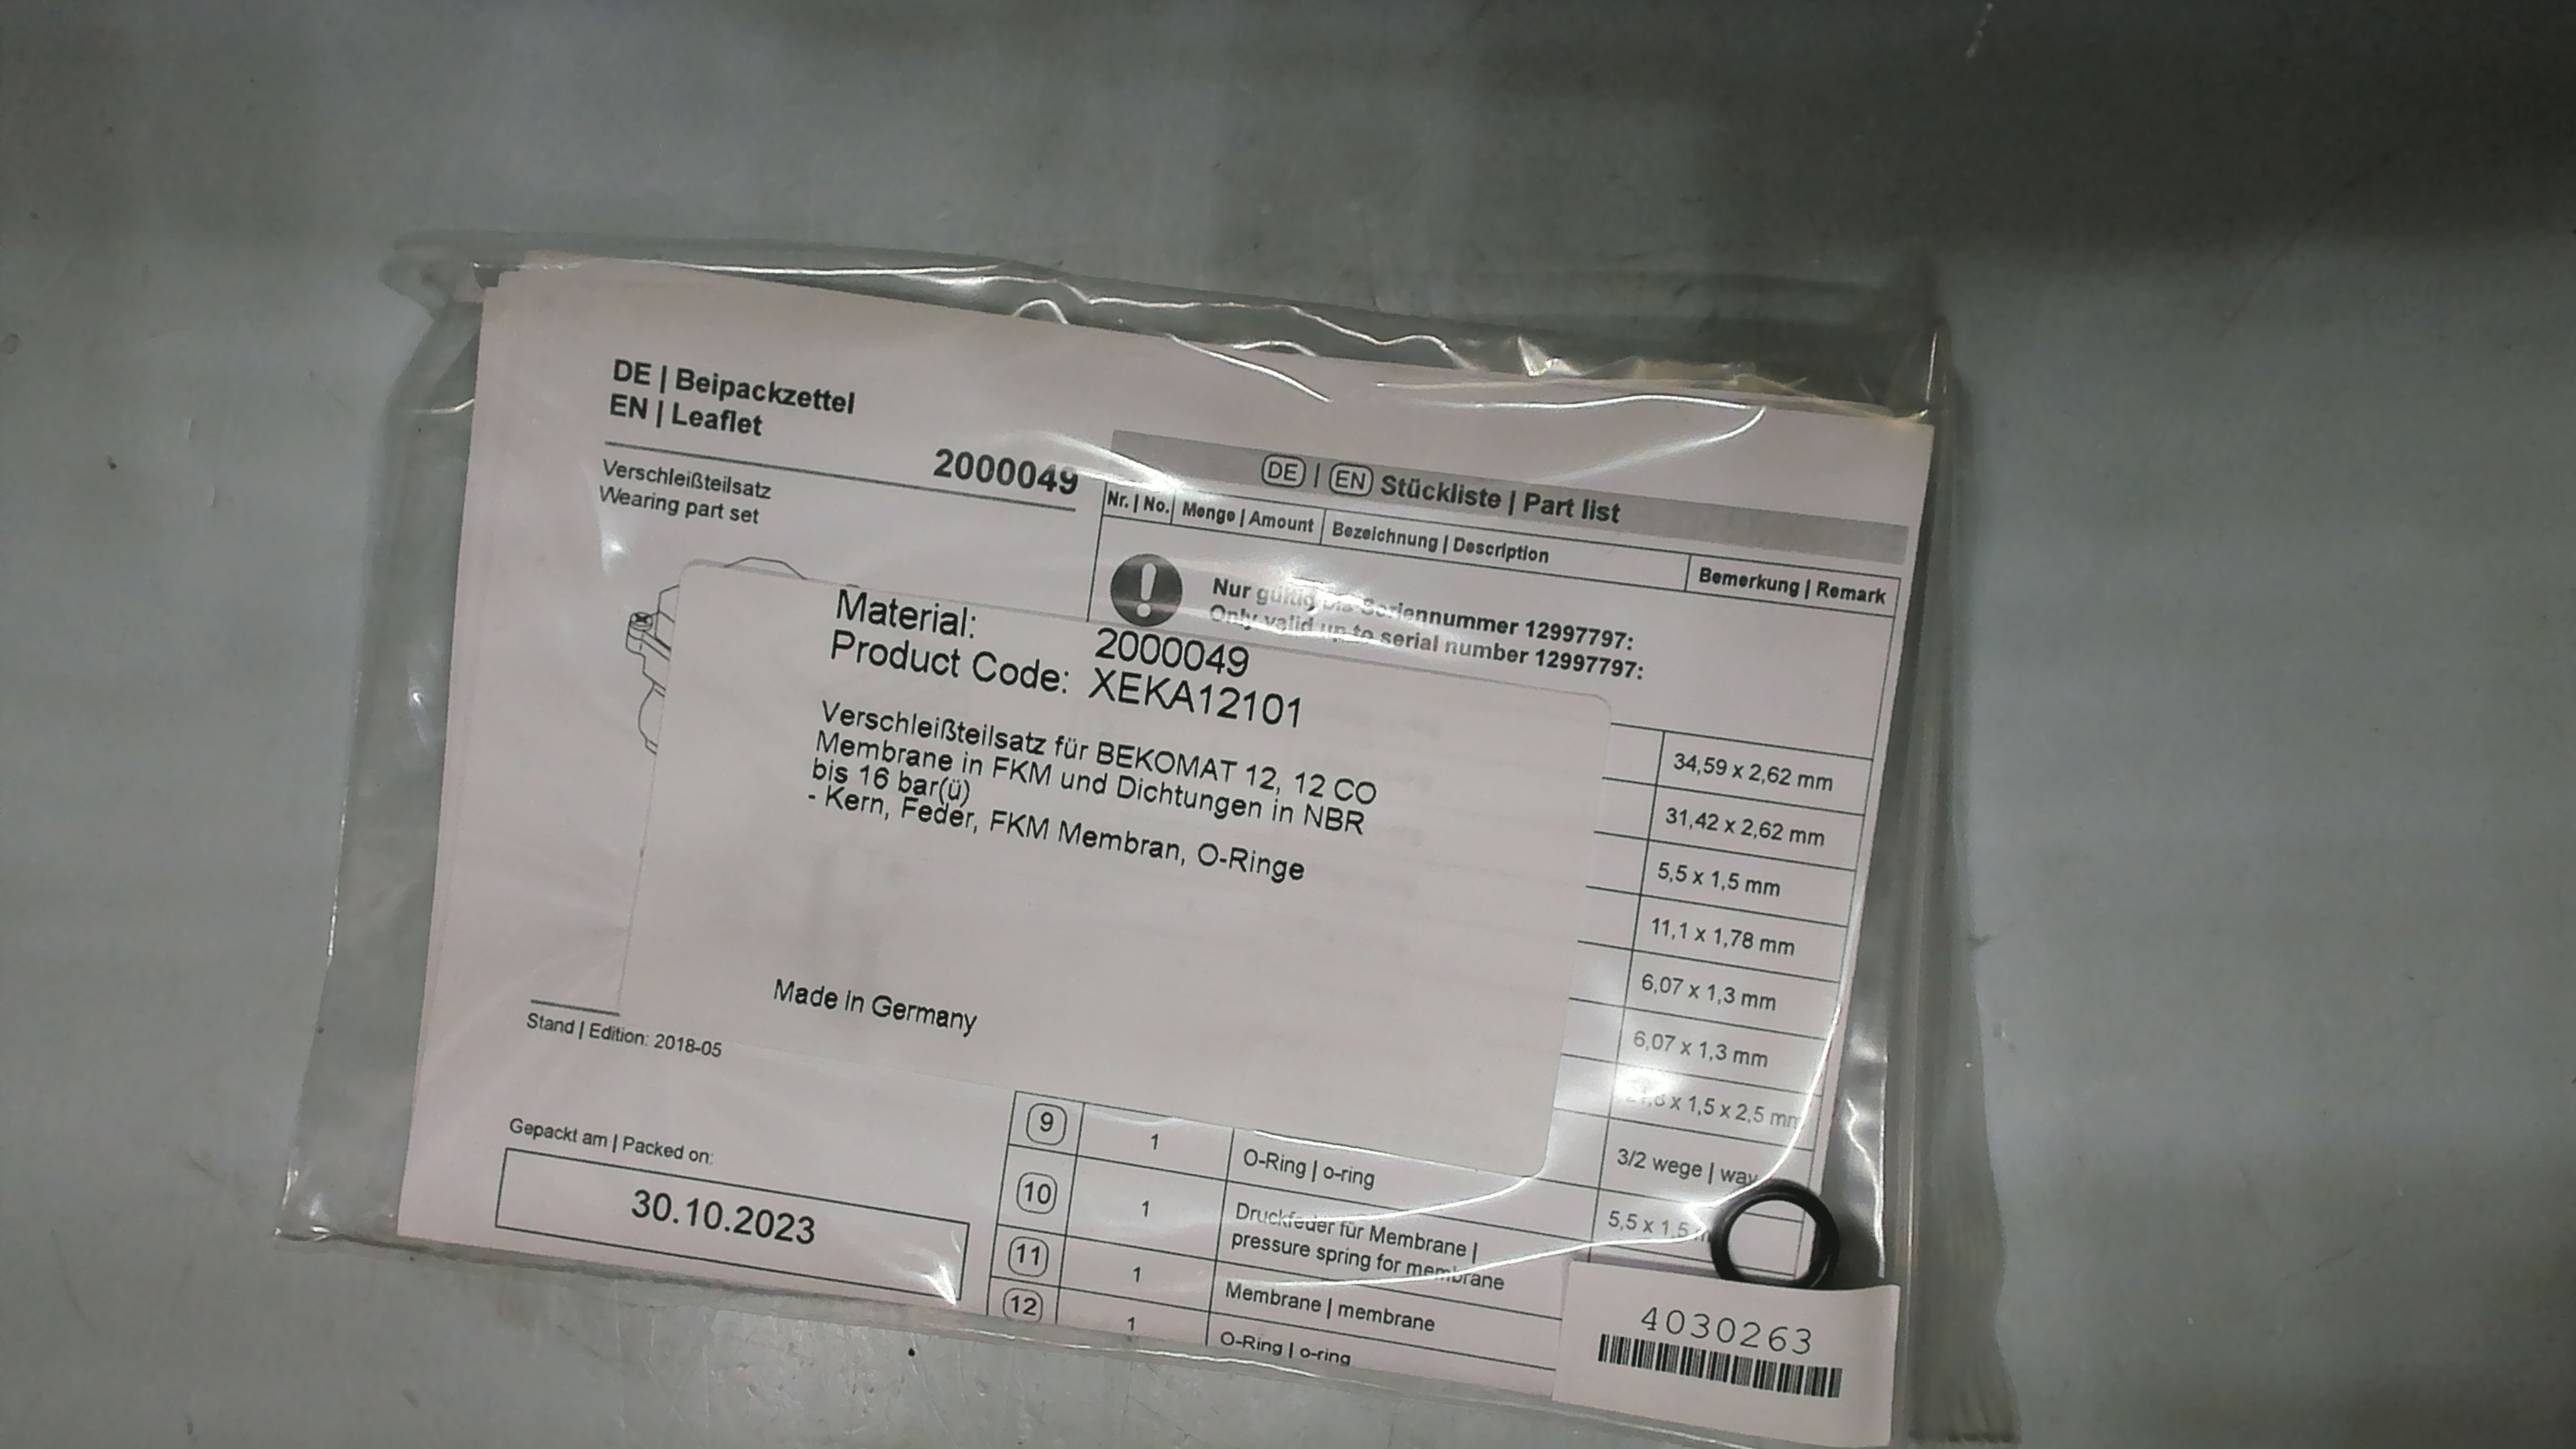 DE | Beipackzettel
EN | Leaflet
2000049
Verschleißteilsatz
Wearing part set
DE | EN Stückliste | Part list
Nr. | No. Menge | Amount Bezeichnung | Description Bemerkung | Remark
Nur gültig bis Seriennummer 12997797:
Only valid up to serial number 12997797:
Material: 2000049
Product Code: XEKA12101
Verschleißteilsatz für BEKOMAT 12, 12 CO
Membrane in FKM und Dichtungen in NBR
bis 16 bar(ü)
- Kern, Feder, FKM Membran, O-Ringe
Made in Germany
34,59 x 2,62 mm
31,42 x 2,62 mm
5,5 x 1,5 mm
11,1 x 1,78 mm
6,07 x 1,3 mm
6,07 x 1,3 mm
x 1,5 x 2,5 mm
3/2 wege | way
Stand | Edition: 2018-05
Gepackt am | Packed on:
30.10.2023
9 1 O-Ring | o-ring 5,5 x 1,5
10 1 Druckfeder für Membrane |
pressure spring for membrane
11 1 Membrane | membrane
12 1 O-Ring | o-ring
4030263